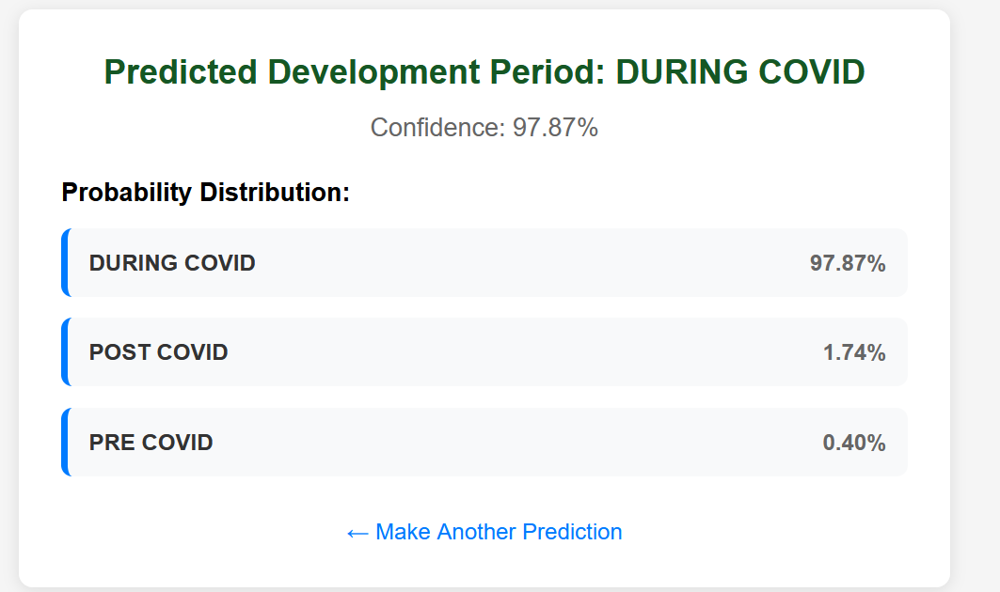 Predicted Development Period: DURING COVID
Confidence: 97.87%
Probability Distribution:
DURING COVID 97.87%
POST COVID 1.74%
PRE COVID 0.40%
← Make Another Prediction